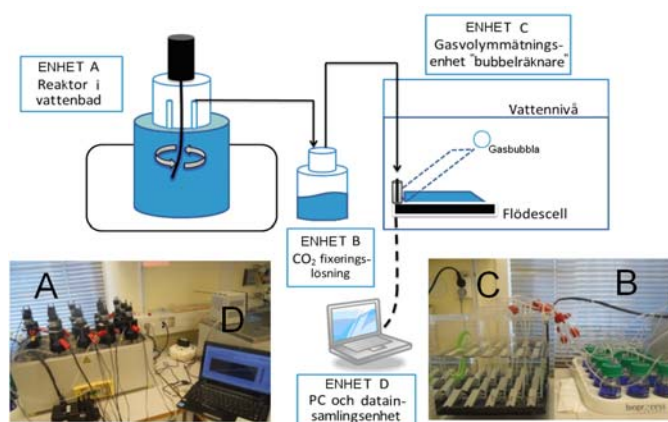 ENHET A
Reaktor i
vattenbad
ENHET C
Gasvolymmätnings-
enhet "bubbelräknare"
Vattennivå
Gasbubbla
Flödescell
ENHET B
CO₂ fixerings-
lösning
ENHET D
PC och datain-
samlingsenhet
A
D
C
B